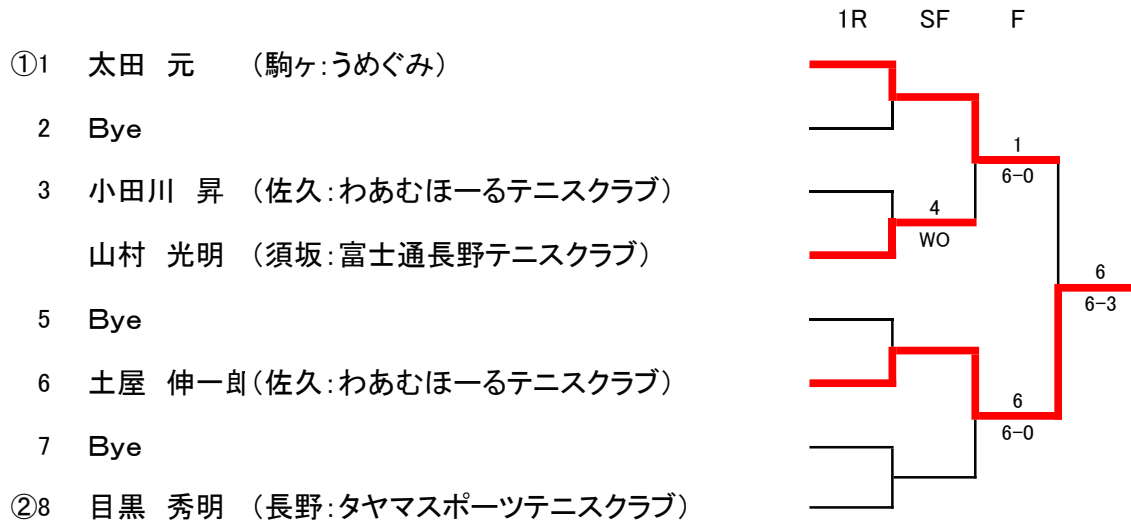 1R SF F
①1 太田 元 (駒ヶ:うめぐみ)
2 Bye
1
6-0
3 小田川 昇 (佐久:わあむほーるテニスクラブ)
4
WO
山村 光明 (須坂:富士通長野テニスクラブ)
6
6-3
5 Bye
6 土屋 伸一郎(佐久:わあむほーるテニスクラブ)
6
6-0
7 Bye
②8 目黒 秀明 (長野:タヤマスポーツテニスクラブ)